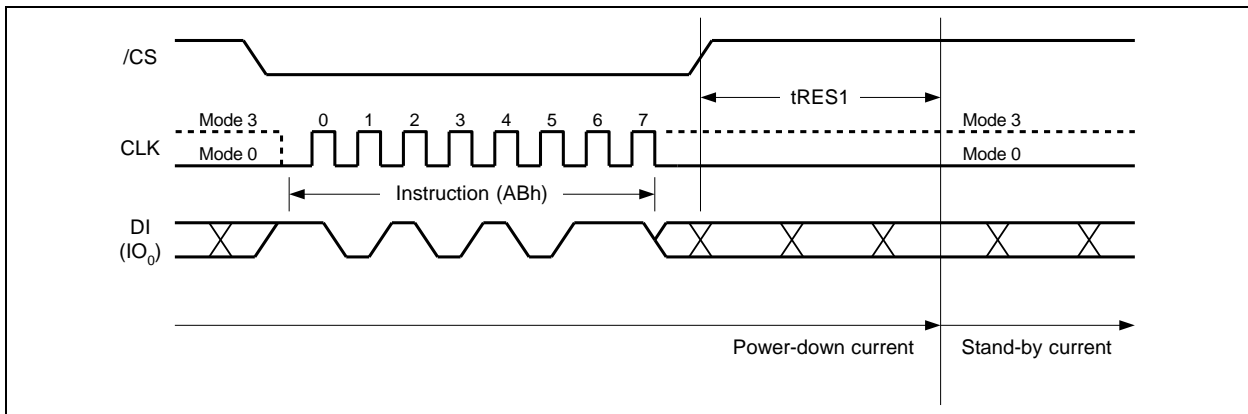 /CS
tRES1
Mode 3 0 1 2 3 4 5 6 7 Mode 3
CLK
Mode 0 Mode 0
Instruction (ABh)
DI
(IO0)
Power-down current Stand-by current